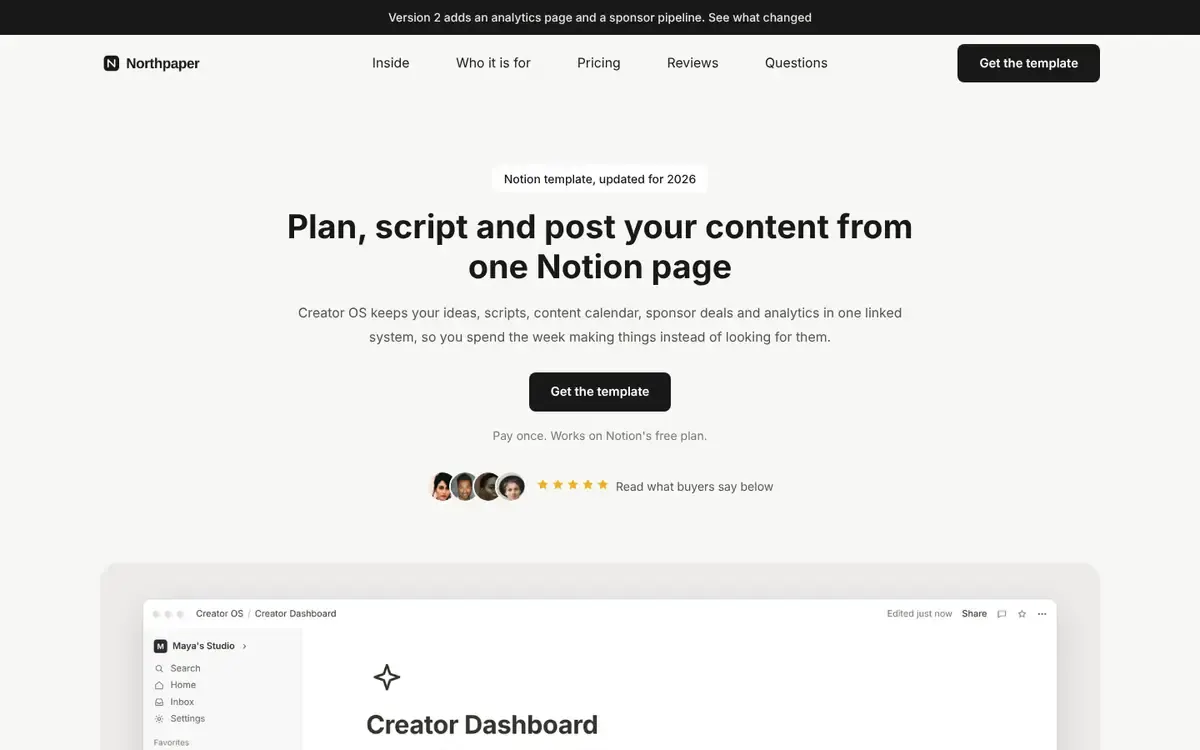 Version 2 adds an analytics page and a sponsor pipeline. See what changed
N Northpaper
Inside
Who it is for
Pricing
Reviews
Questions
Get the template
Notion template, updated for 2026
Plan, script and post your content from
one Notion page
Creator OS keeps your ideas, scripts, content calendar, sponsor deals and analytics in one linked
system, so you spend the week making things instead of looking for them.
Get the template
Pay once. Works on Notion's free plan.
Read what buyers say below
Creator OS / Creator Dashboard
Edited just now
Share
M Maya's Studio
Search
Home
Inbox
Settings
Favorites
Creator Dashboard